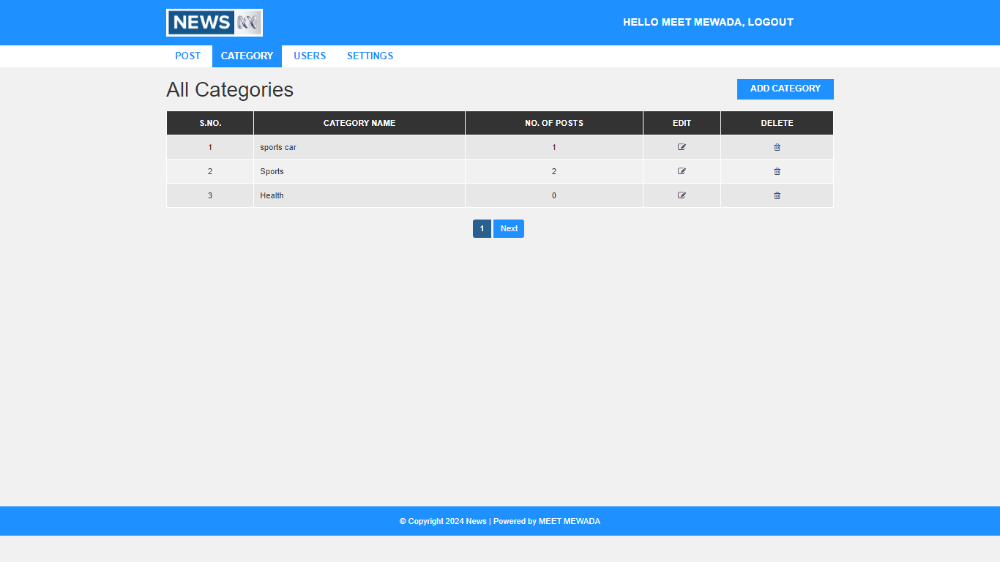 NEWS
HELLO MEET MEWADA, LOGOUT
POST CATEGORY USERS SETTINGS
All Categories
ADD CATEGORY
S.NO. CATEGORY NAME NO. OF POSTS EDIT DELETE
1 sports car 1
2 Sports 2
3 Health 0
1 Next
© Copyright 2024 News | Powered by MEET MEWADA